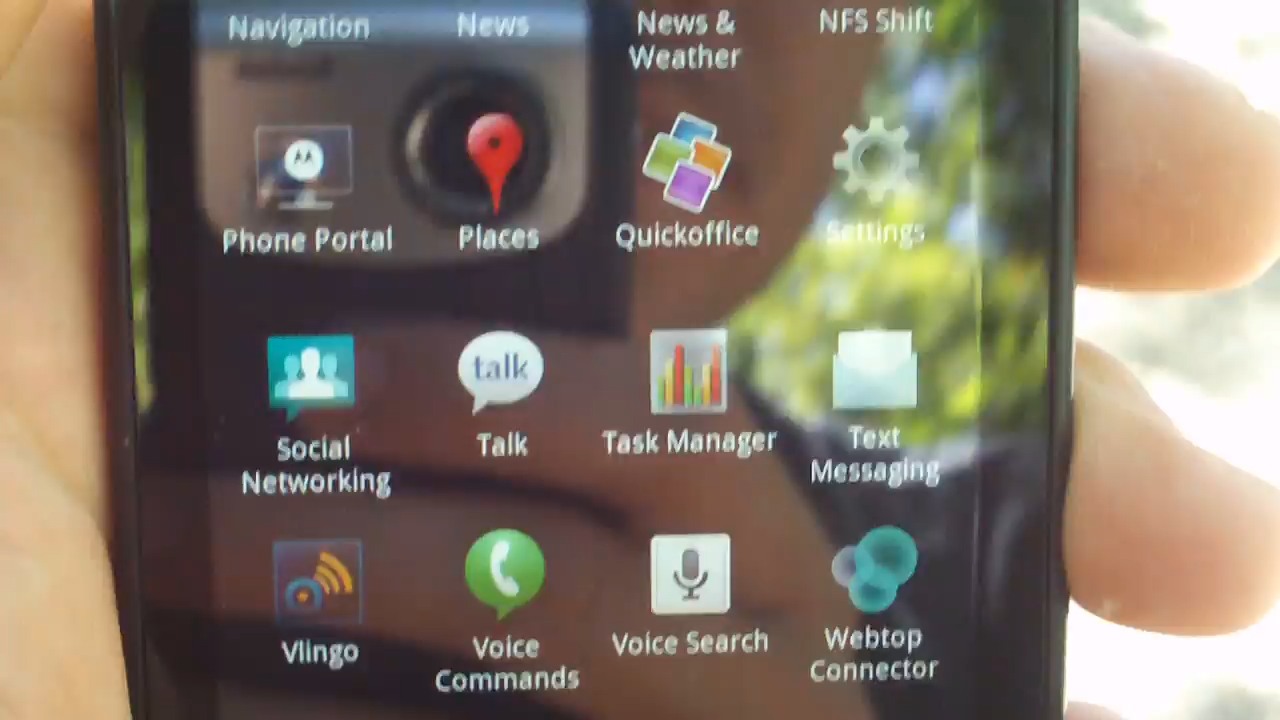 Navigation
News
News &
Weather
NFS Shift
Phone Portal
Places
Quickoffice
Settings
Social
Networking
talk
Talk
Task Manager
Text
Messaging
Vlingo
Voice
Commands
Voice Search
Webtop
Connector